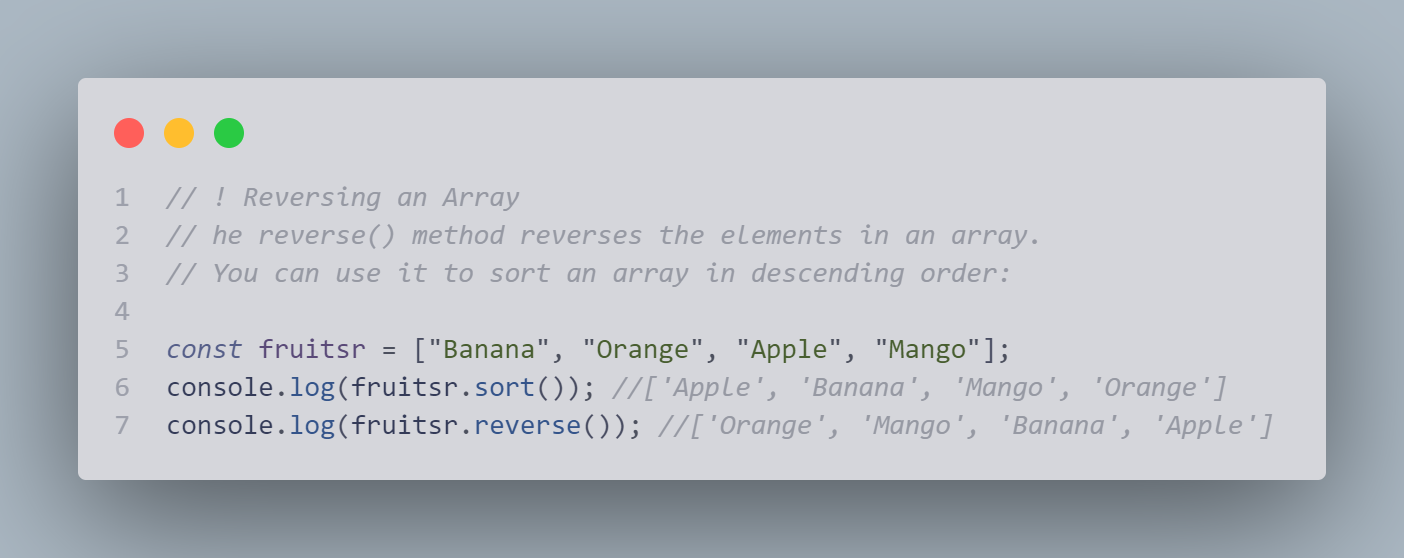 1 // ! Reversing an Array
2 // he reverse() method reverses the elements in an array.
3 // You can use it to sort an array in descending order:
4
5 const fruitsr = ["Banana", "Orange", "Apple", "Mango"];
6 console.log(fruitsr.sort()); //['Apple', 'Banana', 'Mango', 'Orange']
7 console.log(fruitsr.reverse()); //['Orange', 'Mango', 'Banana', 'Apple']